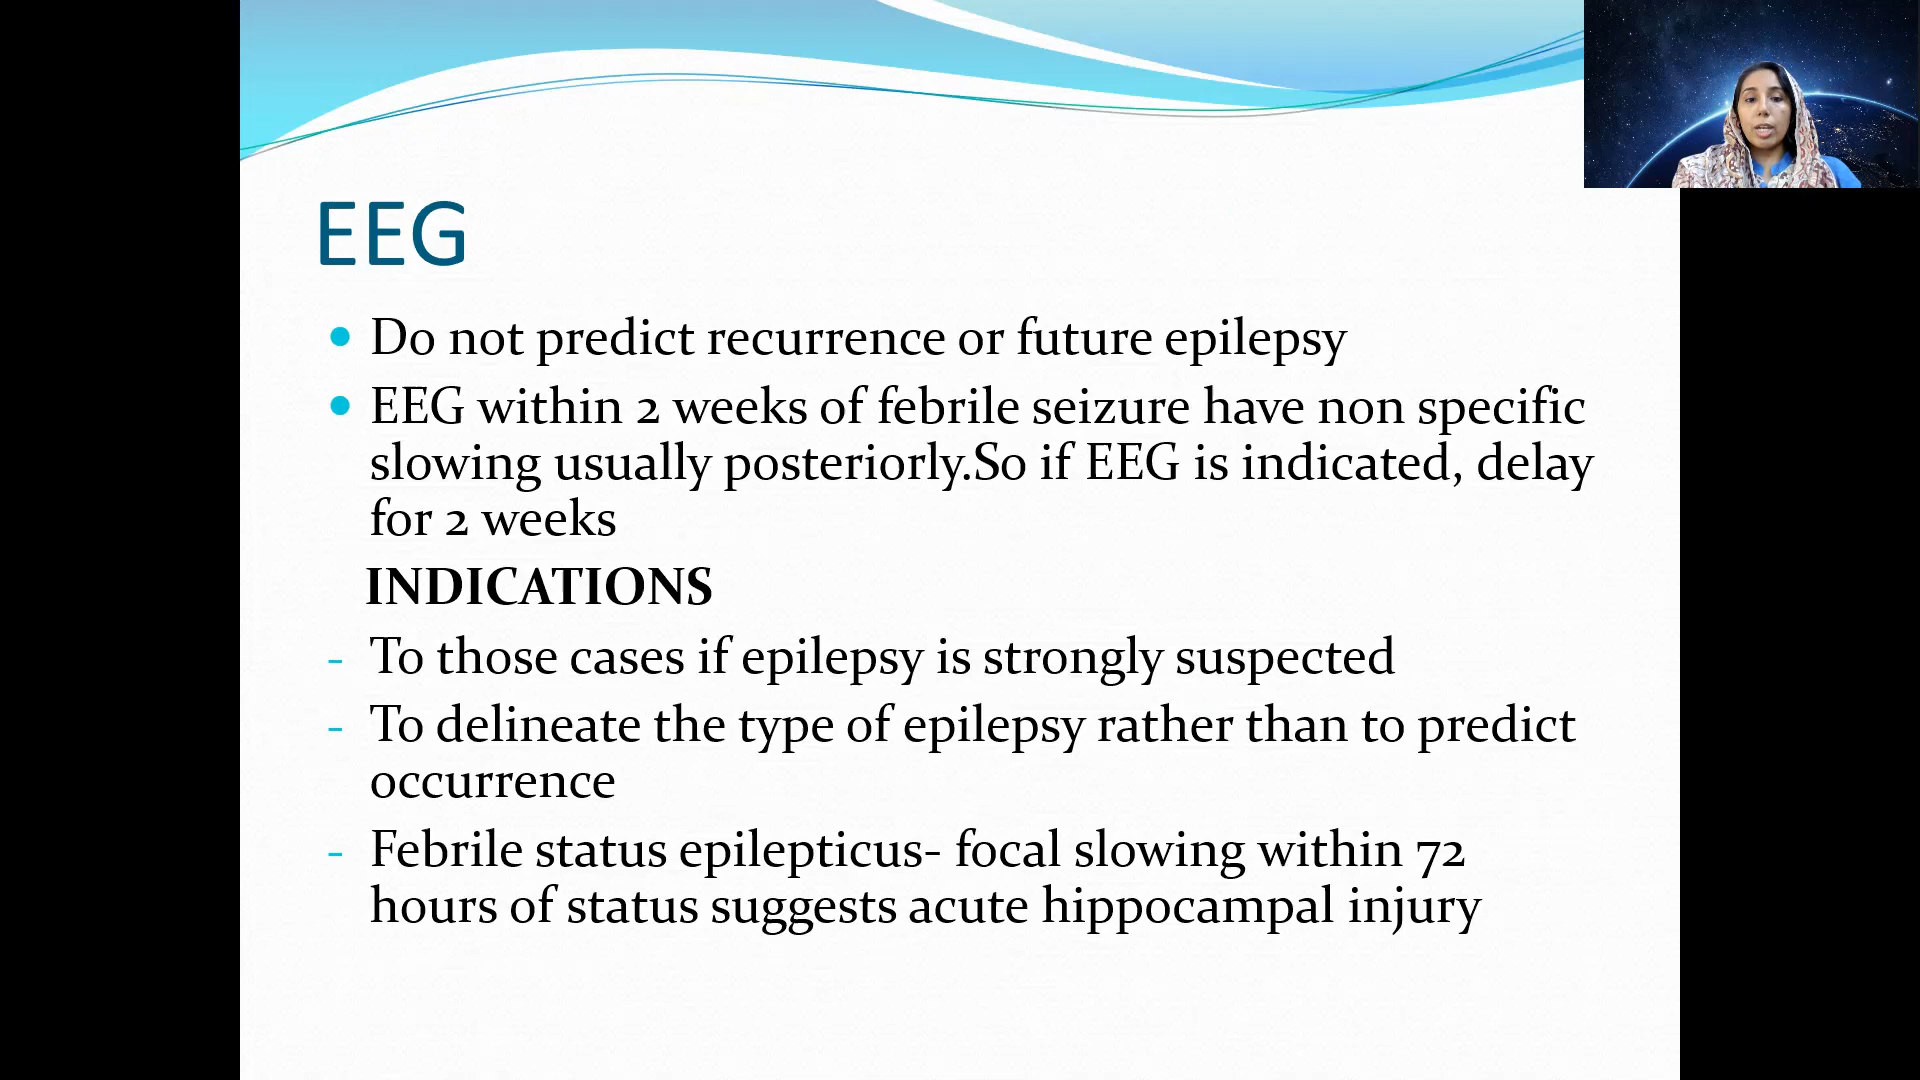 EEG
• Do not predict recurrence or future epilepsy
• EEG within 2 weeks of febrile seizure have non specific
slowing usually posteriorly.So if EEG is indicated, delay
for 2 weeks
INDICATIONS
- To those cases if epilepsy is strongly suspected
- To delineate the type of epilepsy rather than to predict
occurrence
- Febrile status epilepticus- focal slowing within 72
hours of status suggests acute hippocampal injury